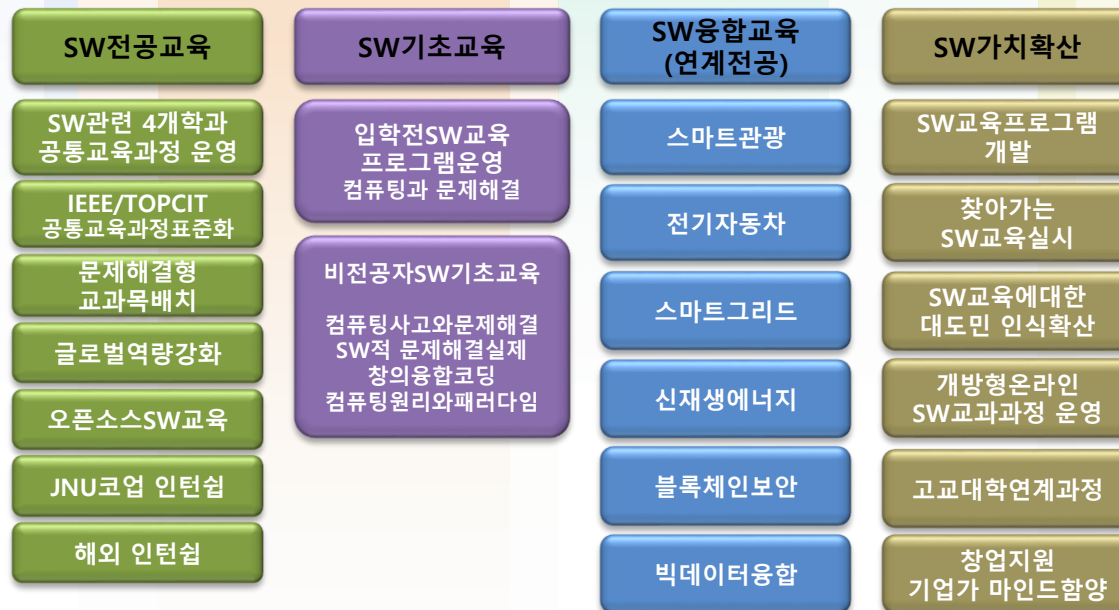 SW전공교육
SW관련 4개학과
공통교육과정 운영
IEEE/TOPCIT
공통교육과정표준화
문제해결형
교과목배치
글로벌역량강화
오픈소스SW교육
JNU코업 인턴쉽
해외 인턴쉽
SW기초교육
입학전SW교육
프로그램운영
컴퓨팅과 문제해결
비전공자SW기초교육
컴퓨팅사고와문제해결
SW적 문제해결실제
창의융합코딩
컴퓨팅원리와패러다임
SW융합교육
(연계전공)
스마트관광
전기자동차
스마트그리드
신재생에너지
블록체인보안
빅데이터융합
SW가치확산
SW교육프로그램
개발
찾아가는
SW교육실시
SW교육에대한
대도민 인식확산
개방형온라인
SW교과과정 운영
고교대학연계과정
창업지원
기업가 마인드함양